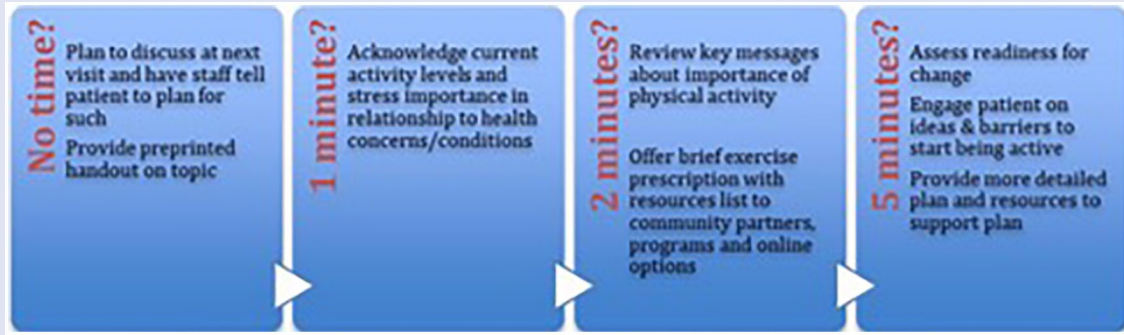 No time?
Plan to discuss at next
visit and have staff tell
patient to plan for
such
Provide preprinted
handout on topic
1 minute?
Acknowledge current
activity levels and
stress importance in
relationship to health
concerns/conditions
2 minutes?
Review key messages
about importance of
physical activity
Offer brief exercise
prescription with
resources list to
community partners,
programs and online
options
5 minutes?
Assess readiness for
change
Engage patient on
ideas & barriers to
start being active
Provide more detailed
plan and resources to
support plan